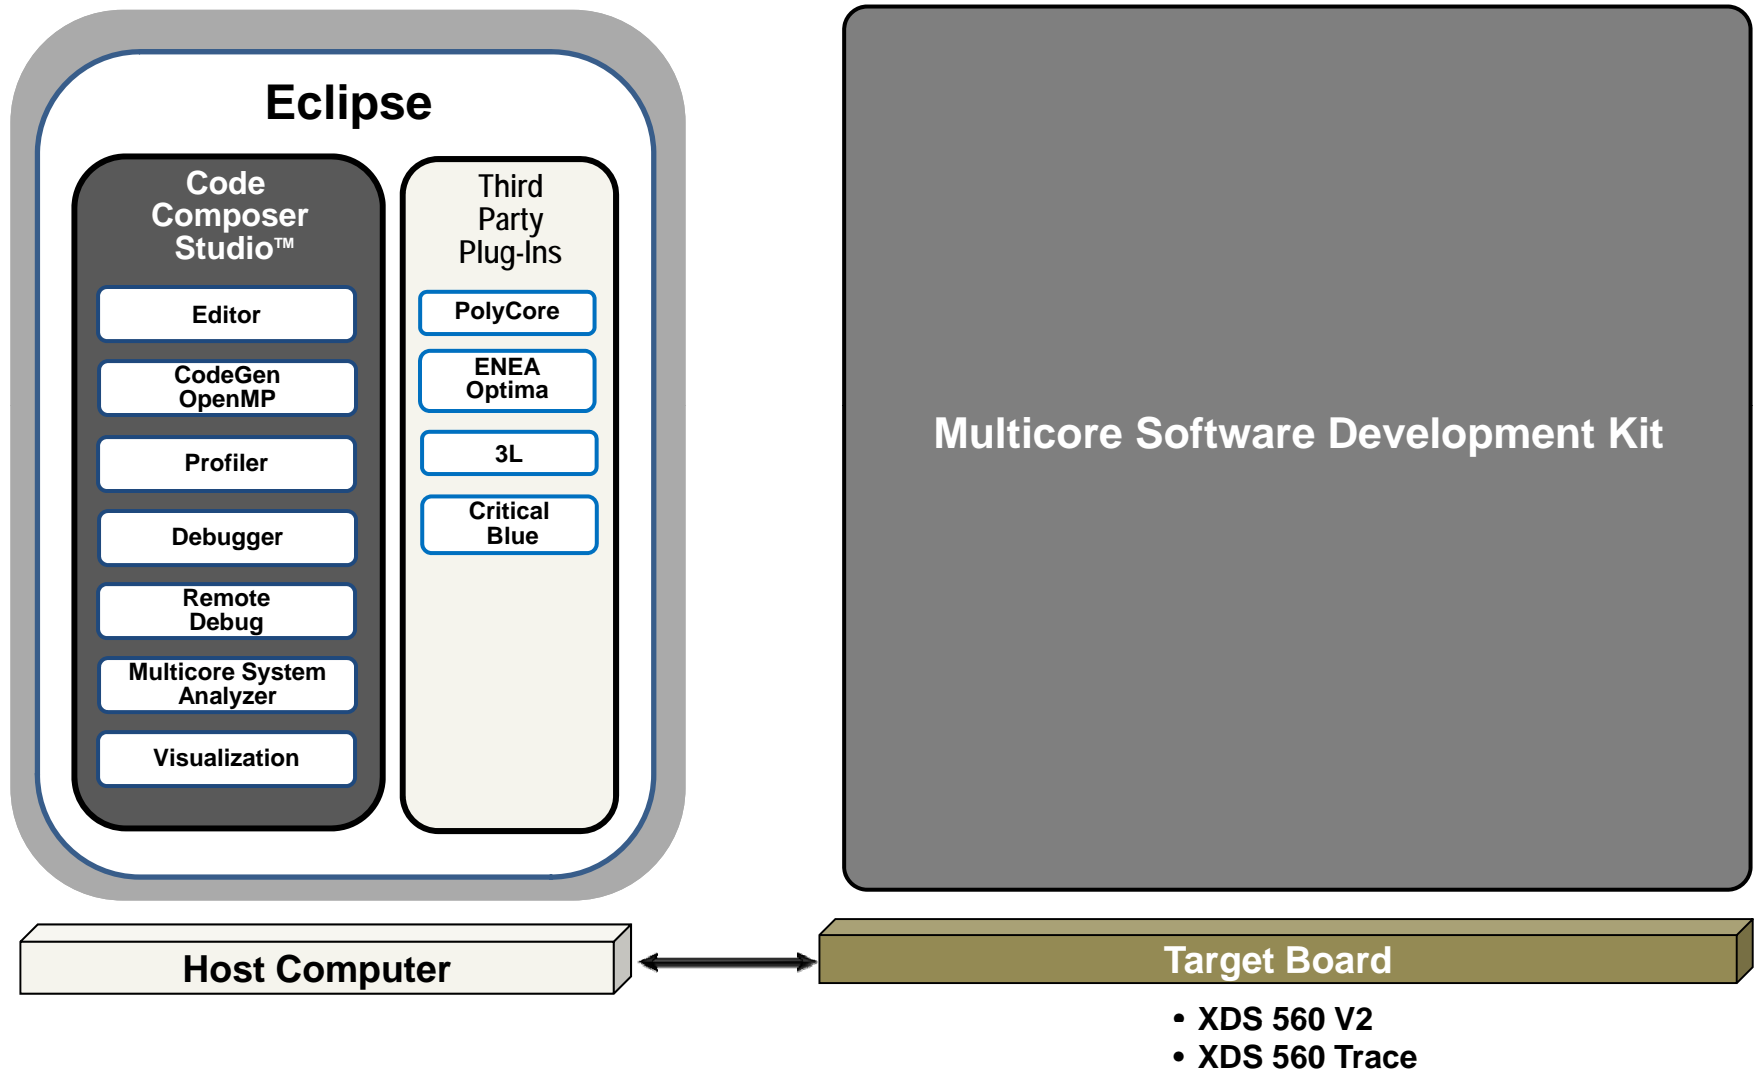 Eclipse
Code
Composer
Studio™
Editor
CodeGen
OpenMP
Profiler
Debugger
Remote
Debug
Multicore System
Analyzer
Visualization
Third
Party
Plug-Ins
PolyCore
ENEA
Optima
3L
Critical
Blue
Multicore Software Development Kit
Host Computer
Target Board
• XDS 560 V2
• XDS 560 Trace